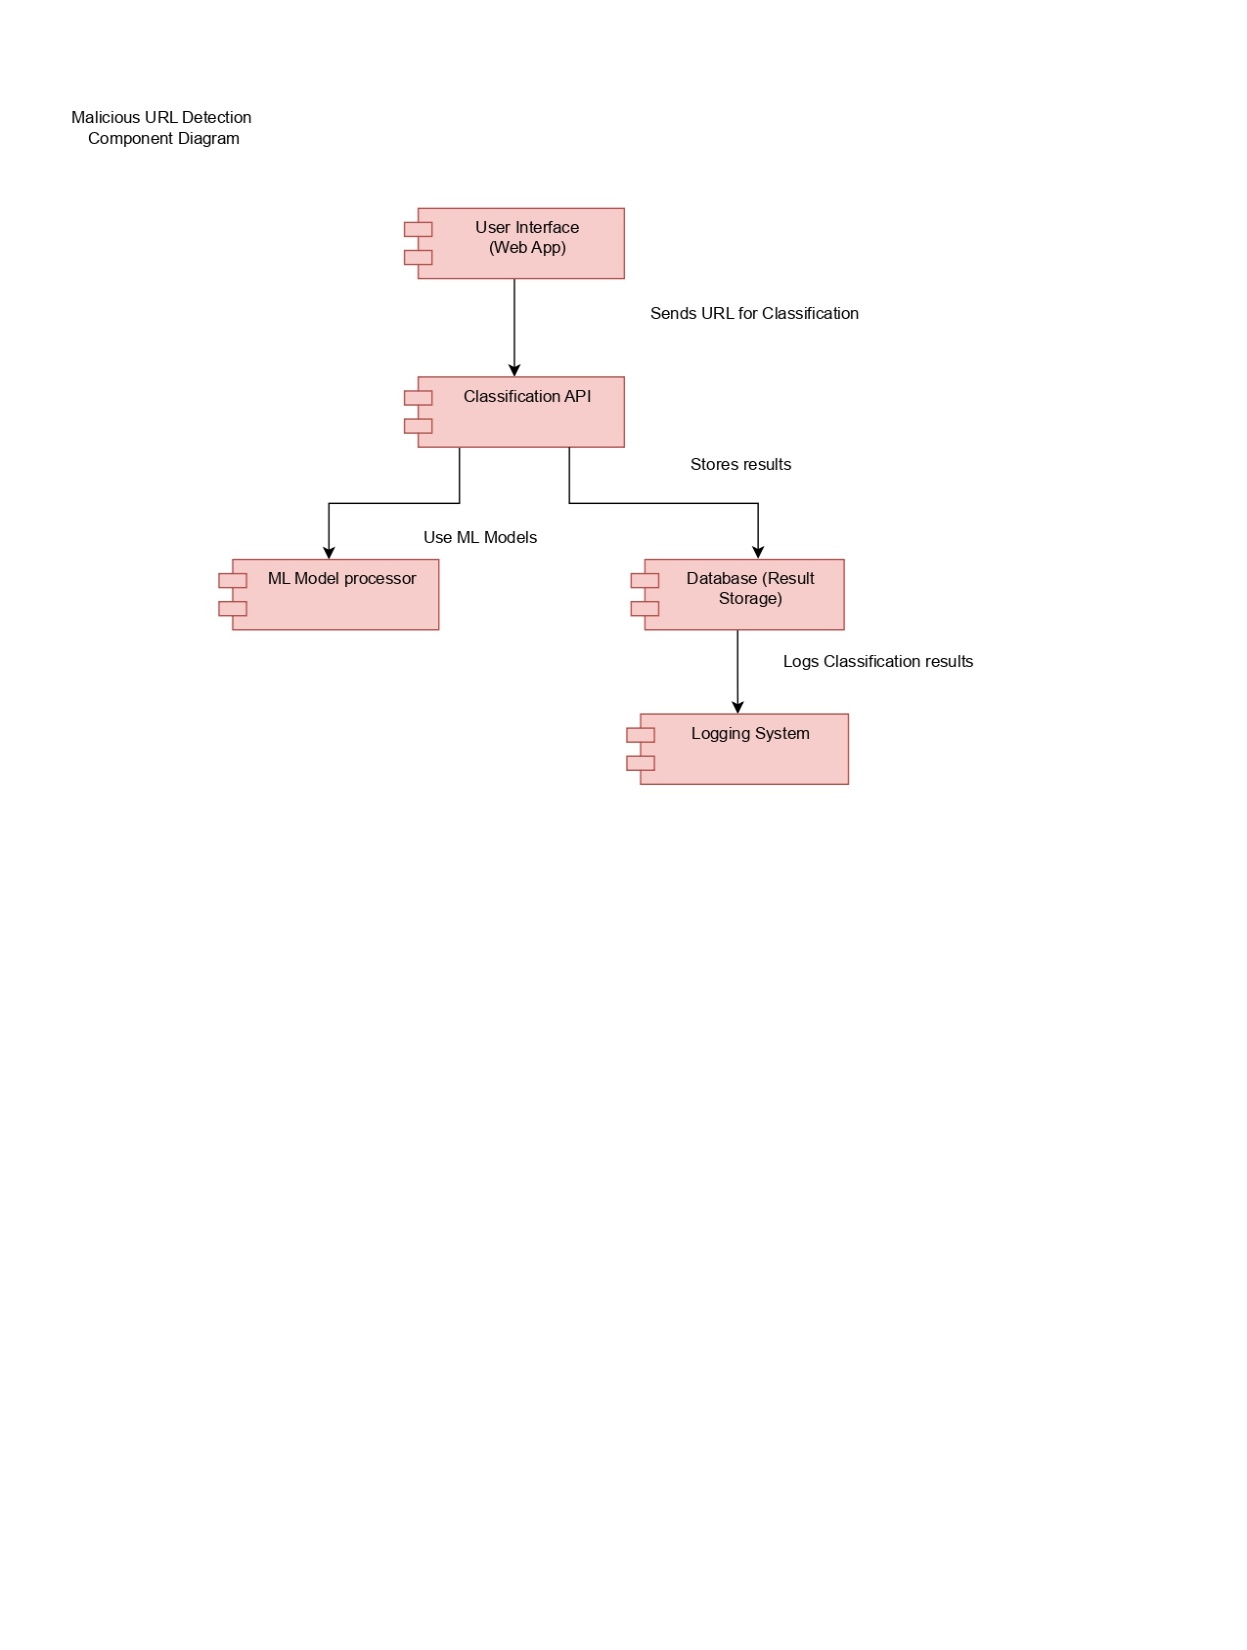 Malicious URL Detection
Component Diagram
User Interface
(Web App)
Sends URL for Classification
Classification API
Stores results
Use ML Models
ML Model processor
Database (Result
Storage)
Logs Classification results
Logging System